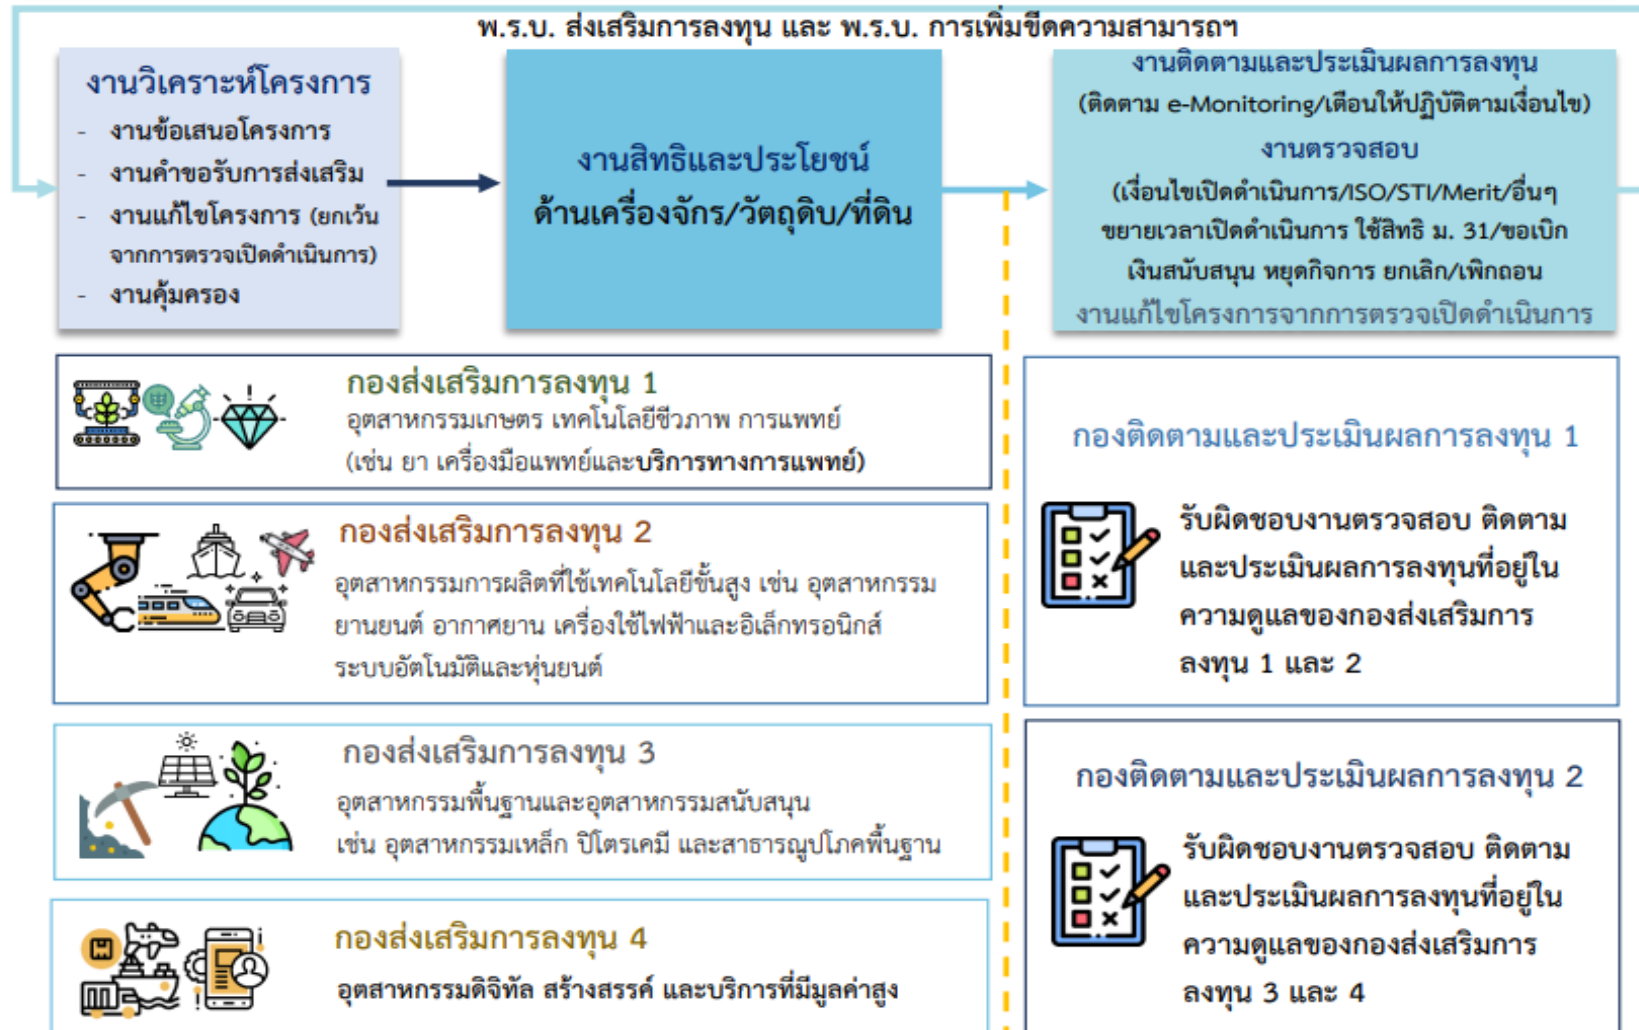 พ.ร.บ. ส่งเสริมการลงทุน และ พ.ร.บ. การเพิ่มขีดความสามารถฯ
งานวิเคราะห์โครงการ
- งานข้อเสนอโครงการ
- งานคำขอรับการส่งเสริม
- งานแก้ไขโครงการ (ยกเว้น
จากการตรวจเปิดดำเนินการ)
- งานคุ้มครอง
งานสิทธิและประโยชน์
ด้านเครื่องจักร/วัตถุดิบ/ที่ดิน
งานติดตามและประเมินผลการลงทุน
(ติดตาม e-Monitoring/เตือนให้ปฏิบัติตามเงื่อนไข)
งานตรวจสอบ
(เงื่อนไขเปิดดำเนินการ/ISO/STI/Merit/อื่นๆ
ขยายเวลาเปิดดำเนินการ ใช้สิทธิ ม. 31/ขอเบิก
เงินสนับสนุน หยุดกิจการ ยกเลิก/เพิกถอน
งานแก้ไขโครงการจากการตรวจเปิดดำเนินการ
กองส่งเสริมการลงทุน 1
อุตสาหกรรมเกษตร เทคโนโลยีชีวภาพ การแพทย์
(เช่น ยา เครื่องมือแพทย์และบริการทางการแพทย์)
กองส่งเสริมการลงทุน 2
อุตสาหกรรมการผลิตที่ใช้เทคโนโลยีขั้นสูง เช่น อุตสาหกรรม
ยานยนต์ อากาศยาน เครื่องใช้ไฟฟ้าและอิเล็กทรอนิกส์
ระบบอัตโนมัติและหุ่นยนต์
กองส่งเสริมการลงทุน 3
อุตสาหกรรมพื้นฐานและอุตสาหกรรมสนับสนุน
เช่น อุตสาหกรรมเหล็ก ปิโตรเคมี และสาธารณูปโภคพื้นฐาน
กองส่งเสริมการลงทุน 4
อุตสาหกรรมดิจิทัล สร้างสรรค์ และบริการที่มีมูลค่าสูง
กองติดตามและประเมินผลการลงทุน 1
รับผิดชอบงานตรวจสอบ ติดตาม
และประเมินผลการลงทุนที่อยู่ใน
ความดูแลของกองส่งเสริมการ
ลงทุน 1 และ 2
กองติดตามและประเมินผลการลงทุน 2
รับผิดชอบงานตรวจสอบ ติดตาม
และประเมินผลการลงทุนที่อยู่ใน
ความดูแลของกองส่งเสริมการ
ลงทุน 3 และ 4